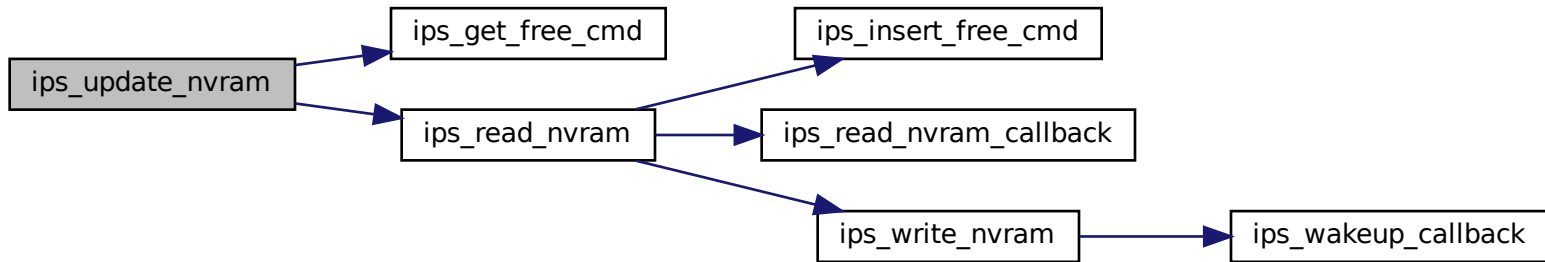 ips_update_nvram
ips_get_free_cmd
ips_read_nvram
ips_insert_free_cmd
ips_read_nvram_callback
ips_write_nvram
ips_wakeup_callback